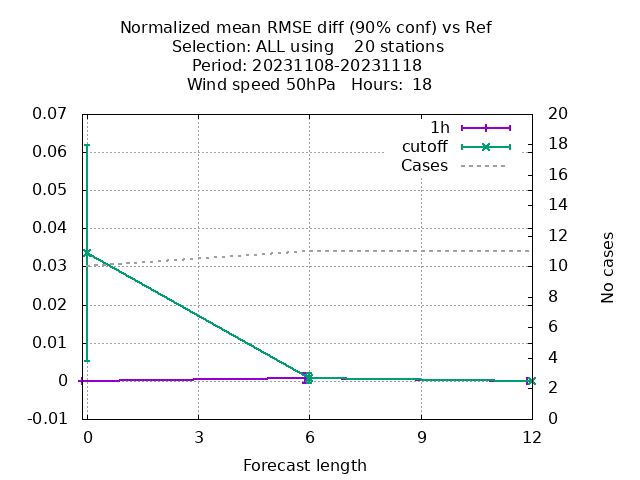 Normalized mean RMSE diff (90% conf) vs Ref
Selection: ALL using    20 stations
Period: 20231108-20231118
Wind speed 50hPa   Hours:  18
0.07
0.06
0.05
0.04
0.03
0.02
0.01
0
-0.01
1h
cutoff
Cases
20
18
16
14
12
10
8
6
4
2
0
No cases
0
3
6
9
12
Forecast length